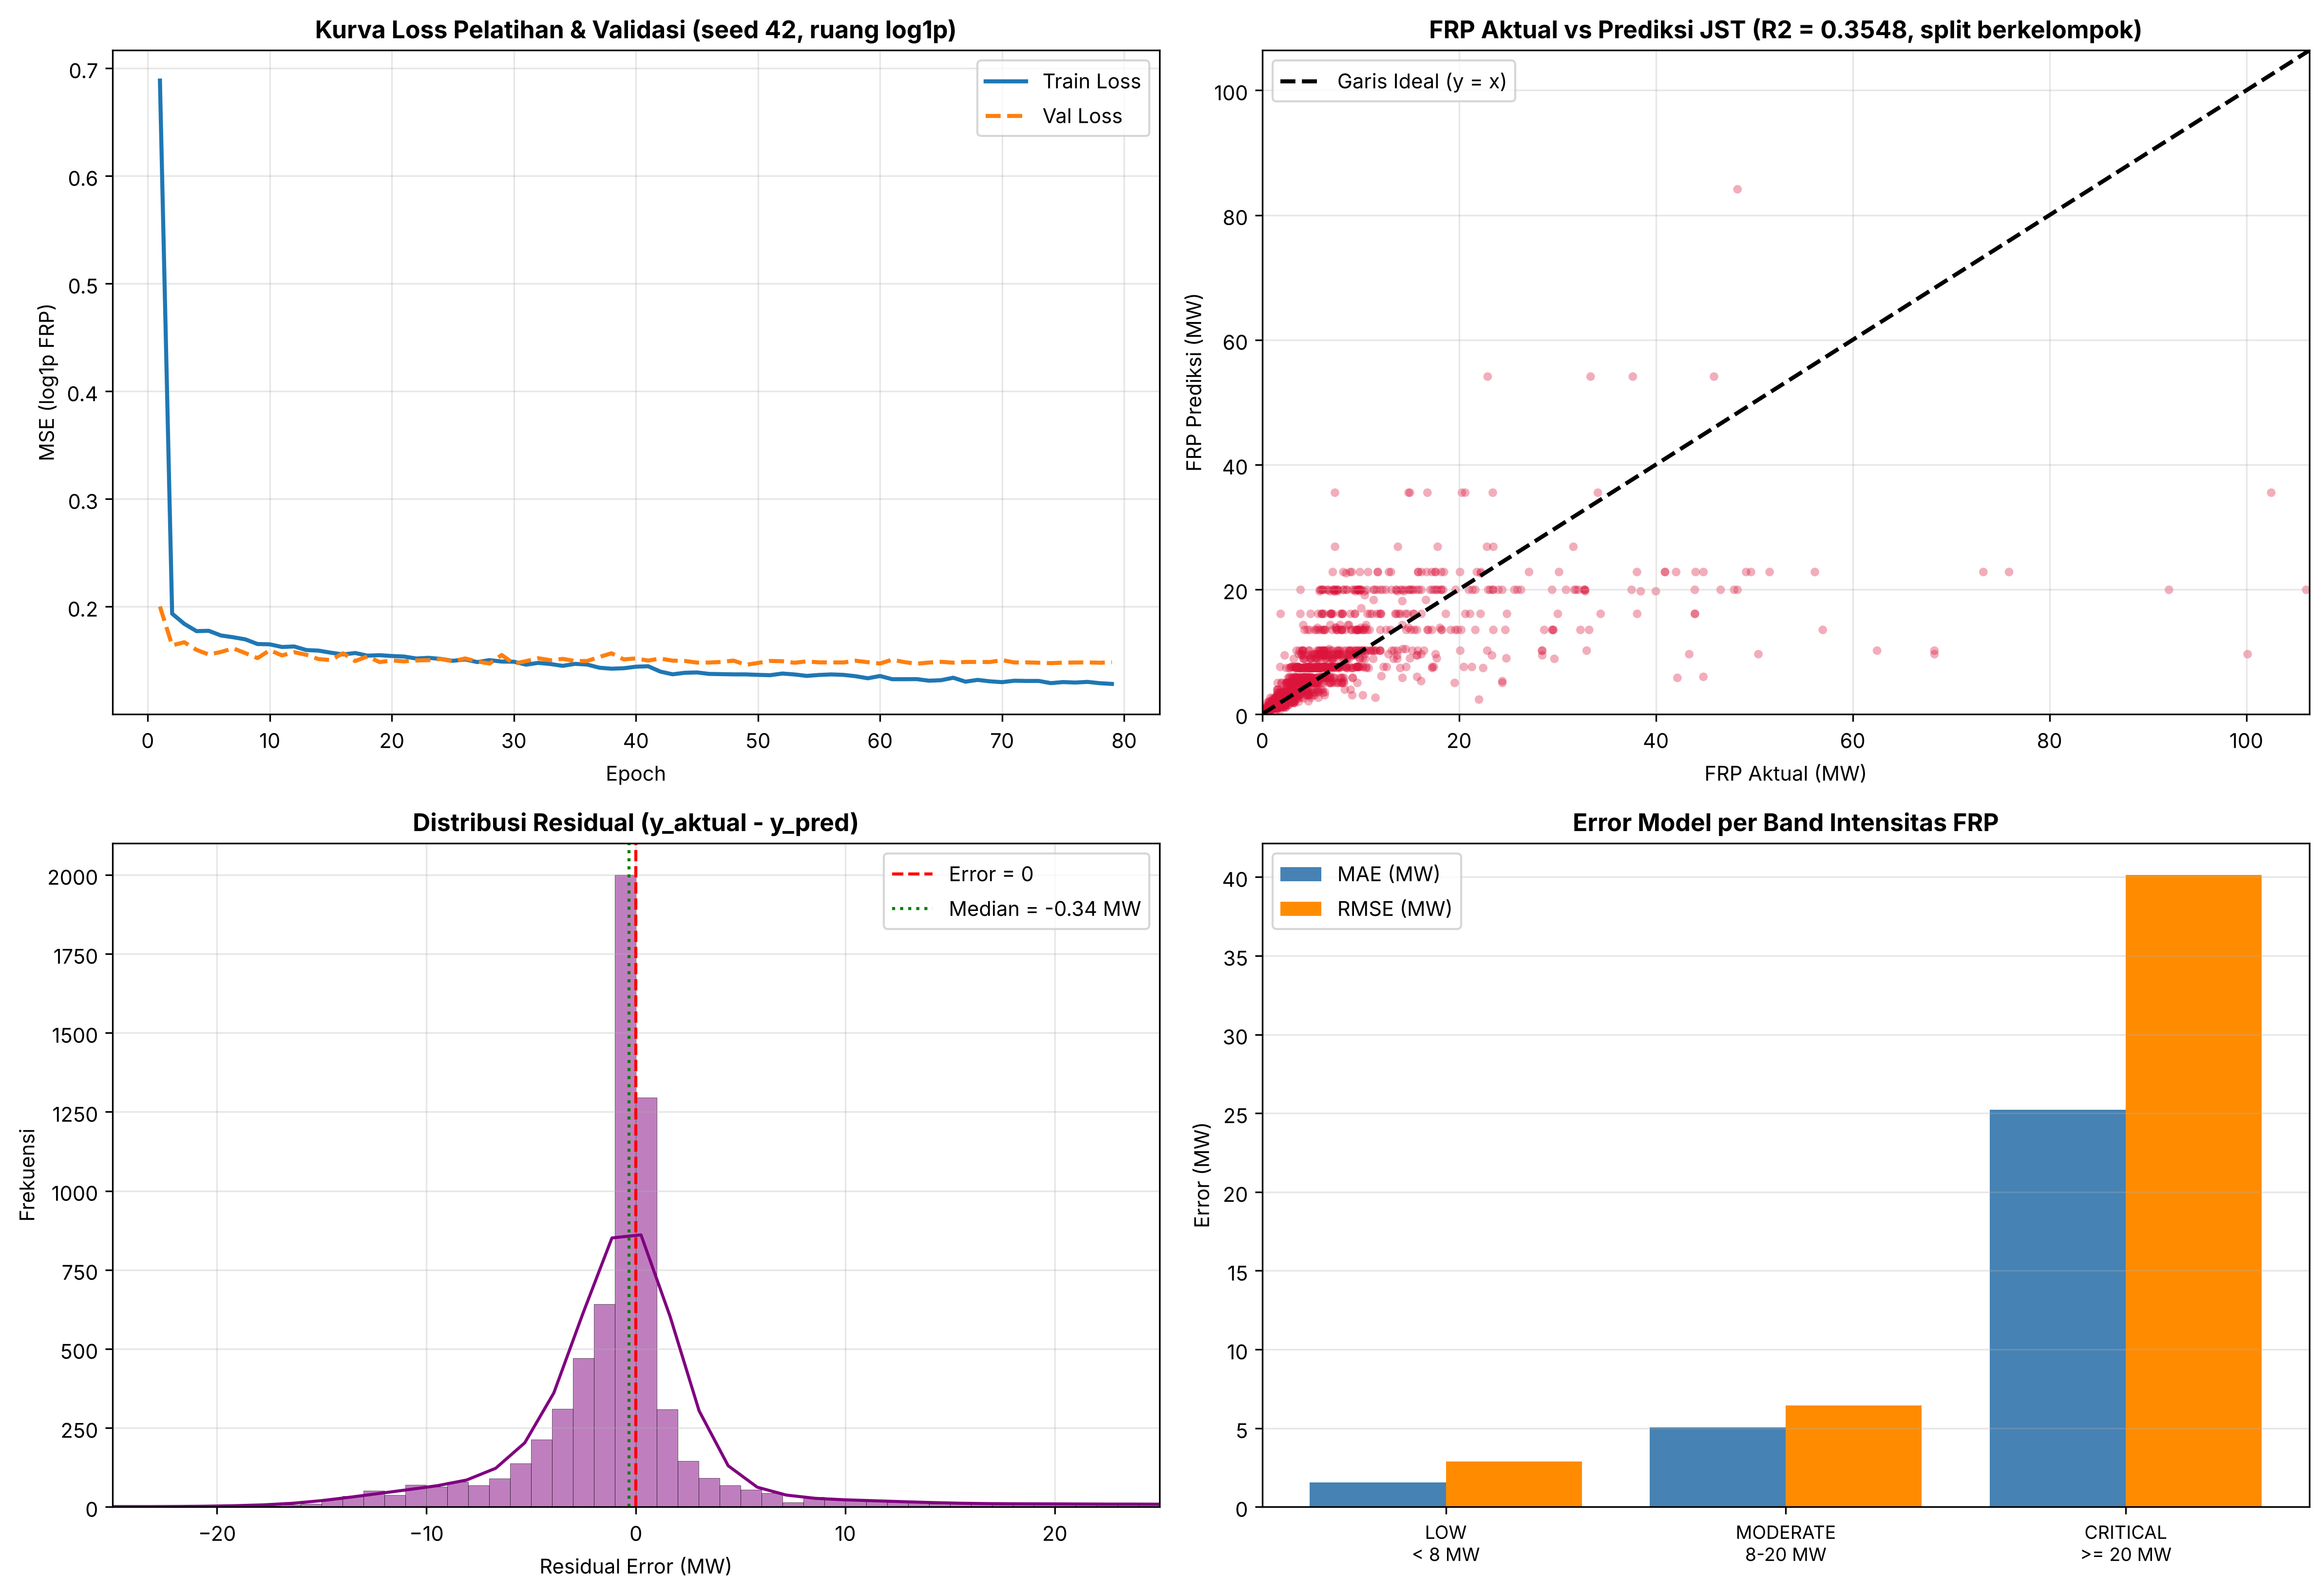 Kurva Loss Pelatihan & Validasi (seed 42, ruang log1p)
Train Loss
Val Loss
MSE (log1p FRP)
0.7
0.6
0.5
0.4
0.3
0.2
0 10 20 30 40 50 60 70 80
Epoch
FRP Aktual vs Prediksi JST (R2 = 0.3548, split berkelompok)
Garis Ideal (y = x)
FRP Prediksi (MW)
100
80
60
40
20
0
0 20 40 60 80 100
FRP Aktual (MW)
Distribusi Residual (y_aktual - y_pred)
Error = 0
Median = -0.34 MW
Frekuensi
2000
1750
1500
1250
1000
750
500
250
0
−20 −10 0 10 20
Residual Error (MW)
Error Model per Band Intensitas FRP
MAE (MW)
RMSE (MW)
Error (MW)
40
35
30
25
20
15
10
5
0
LOW MODERATE CRITICAL
< 8 MW 8-20 MW >= 20 MW